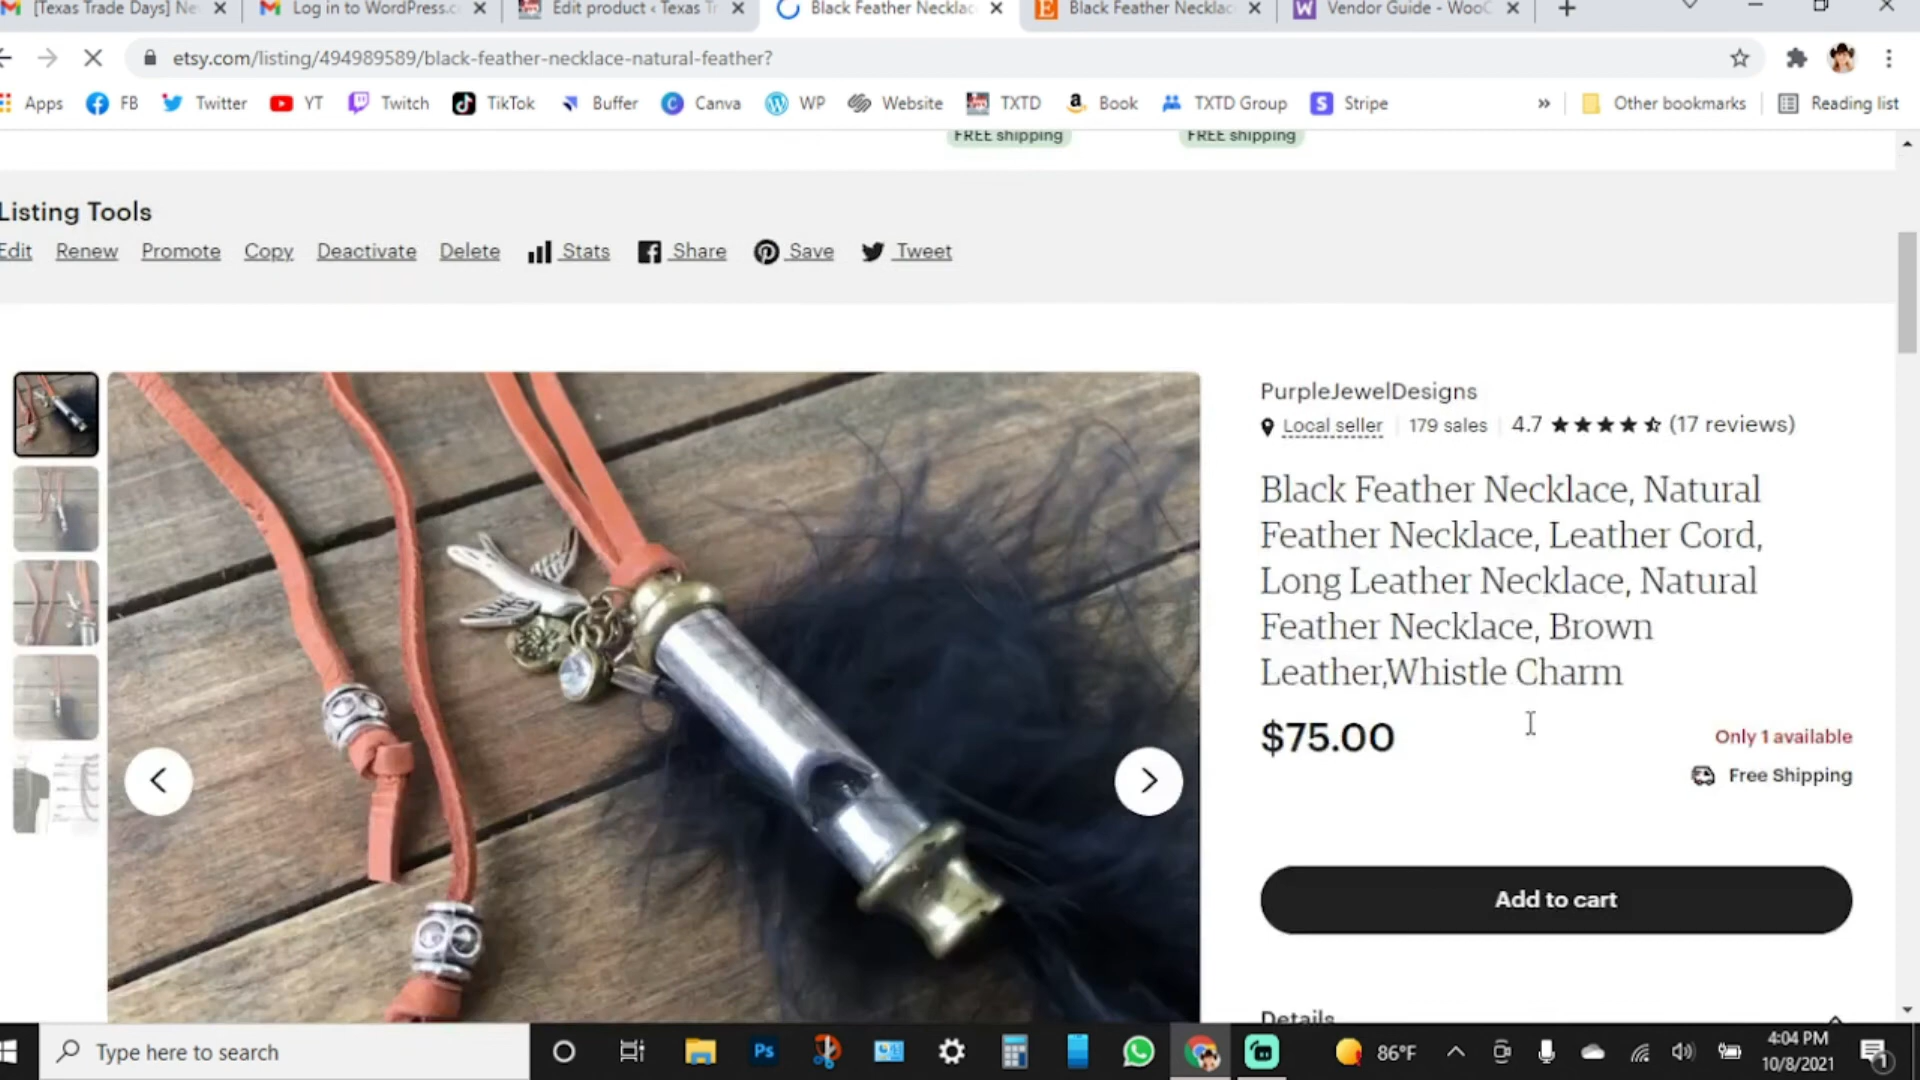 [Texas Trade Days] Ne
Log in to WordPress.c
Edit product ‹ Texas Tr
Black Feather Necklac
Black Feather Necklac
Vendor Guide - WooC
etsy.com/listing/494989589/black-feather-necklace-natural-feather?
Apps FB Twitter YT Twitch TikTok Buffer Canva WP Website TXTD Book TXTD Group Stripe » Other bookmarks Reading list
FREE shipping FREE shipping
Listing Tools
Edit Renew Promote Copy Deactivate Delete Stats Share Save Tweet
PurpleJewelDesigns
Local seller 179 sales 4.7 (17 reviews)
Black Feather Necklace, Natural
Feather Necklace, Leather Cord,
Long Leather Necklace, Natural
Feather Necklace, Brown
Leather,Whistle Charm
$75.00
Only 1 available
Free Shipping
Add to cart
Details
Type here to search
Ps
86°F
4:04 PM
10/8/2021
1